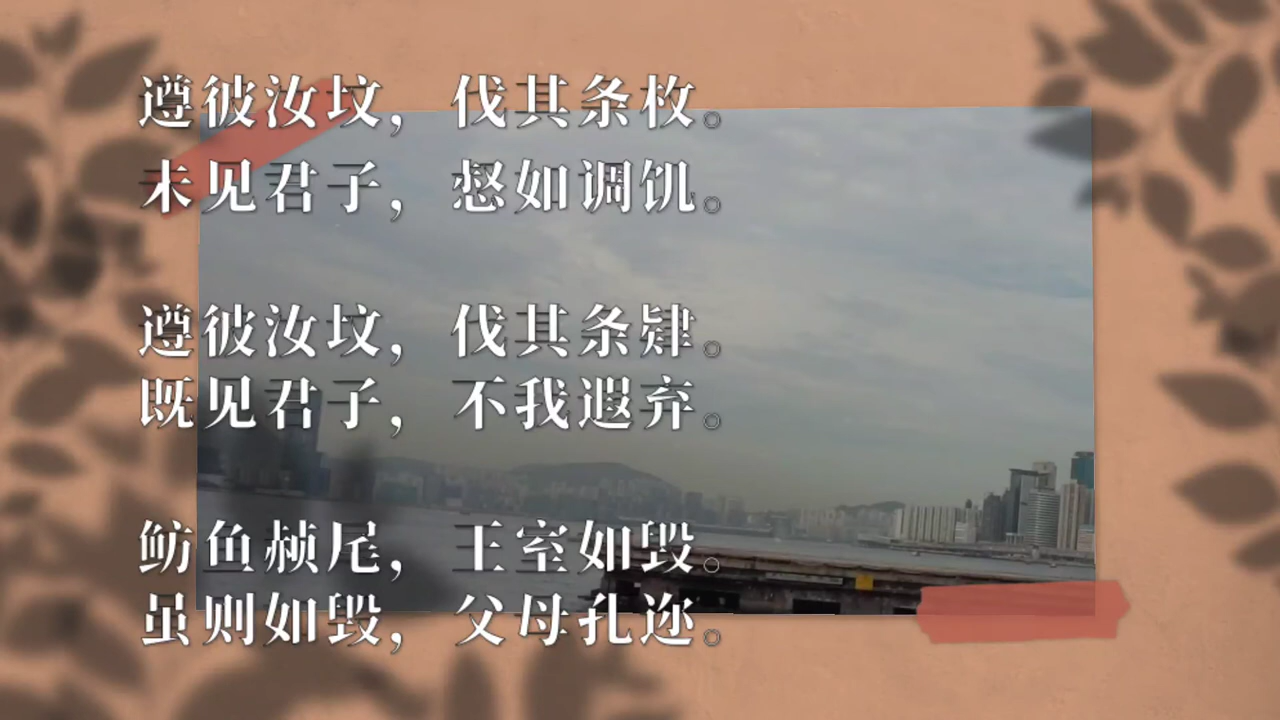 遵彼汝坟，伐其条枚。
未见君子，惄如调饥。
遵彼汝坟，伐其条肄。
既见君子，不我遐弃。
鲂鱼赪尾，王室如毁。
虽则如毁，父母孔迩。